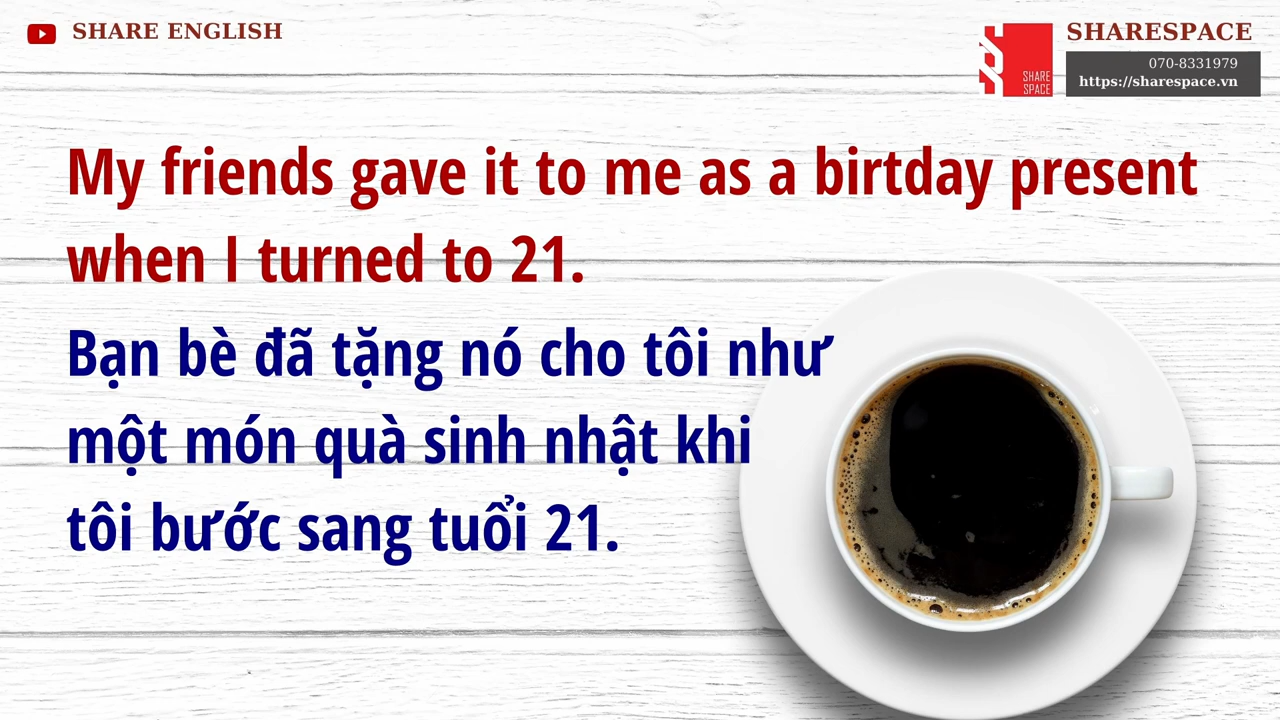 SHARE ENGLISH
SHARESPACE
SHARE
SPACE
070-8331979
https://sharespace.vn
My friends gave it to me as a birtday present
when I turned to 21.
Bạn bè đã tặng nó cho tôi như
một món quà sinh nhật khi
tôi bước sang tuổi 21.